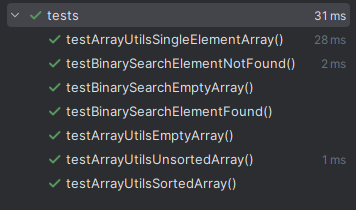 tests 31 ms
testArrayUtilsSingleElementArray() 28 ms
testBinarySearchElementNotFound() 2 ms
testBinarySearchEmptyArray()
testBinarySearchElementFound()
testArrayUtilsEmptyArray()
testArrayUtilsUnsortedArray() 1 ms
testArrayUtilsSortedArray()